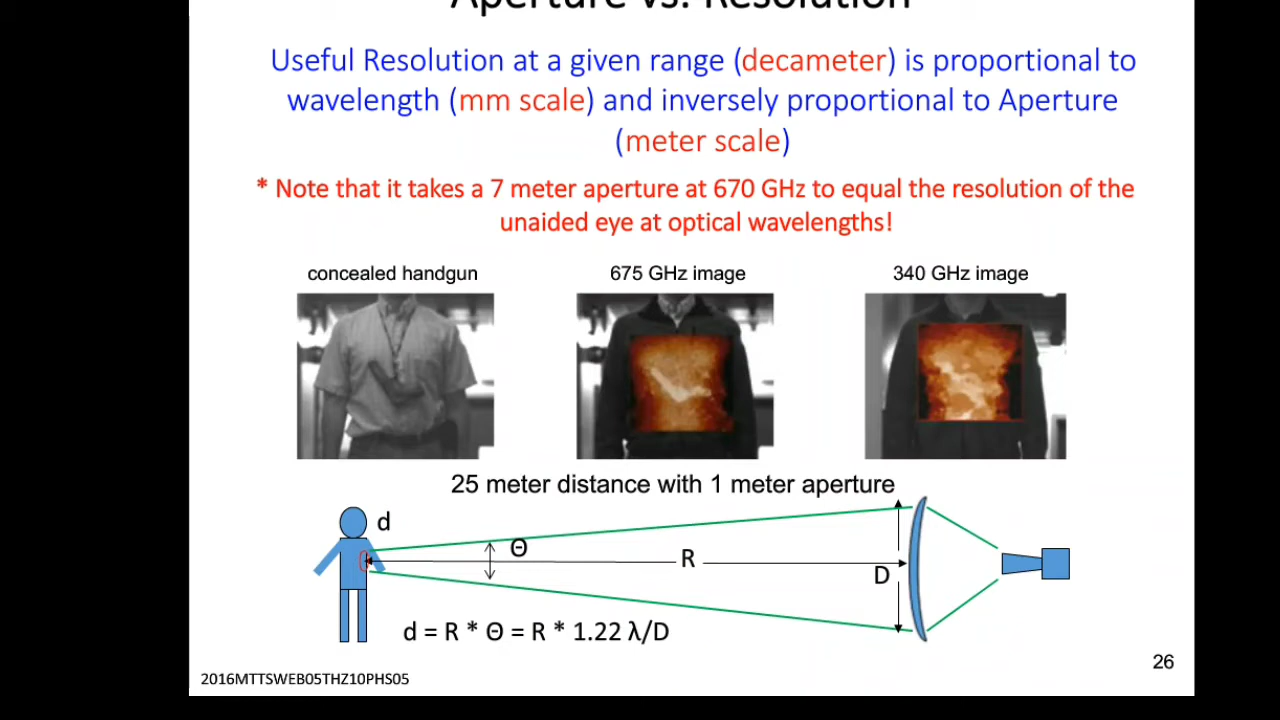 Aperture vs. Resolution
Useful Resolution at a given range (decameter) is proportional to
wavelength (mm scale) and inversely proportional to Aperture
(meter scale)
* Note that it takes a 7 meter aperture at 670 GHz to equal the resolution of the
unaided eye at optical wavelengths!
concealed handgun
675 GHz image
340 GHz image
25 meter distance with 1 meter aperture
d
Θ
R
D
d = R * Θ = R * 1.22 λ/D
26
2016MTTSWEB05THZ10PHS05